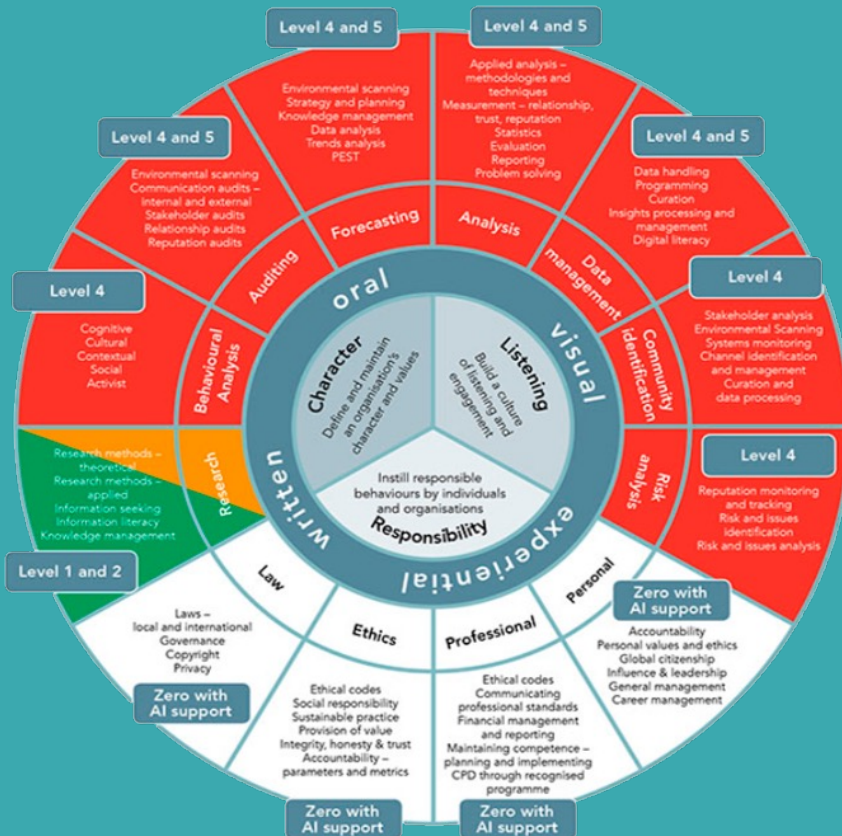 Level 4 and 5
Environmental scanning
Strategy and planning
Knowledge management
Data analysis
Trends analysis
PEST
Forecasting
Level 4 and 5
Applied analysis –
methodologies and
techniques
Measurement – relationship,
trust, reputation
Statistics
Evaluation
Reporting
Problem solving
Analysis
Level 4 and 5
Data handling
Programming
Curation
Insights processing and
management
Digital literacy
Data
management
Level 4
Stakeholder analysis
Environmental Scanning
Systems monitoring
Channel identification
and management
Curation and
data processing
Community
identification
Level 4
Reputation monitoring
and tracking
Risk and issues
identification
Risk and issues analysis
Risk
analysis
Zero with
AI support
Accountability
Personal values and ethics
Global citizenship
Influence & leadership
General management
Career management
Personal
Professional
Ethical codes
Communicating
professional standards
Financial management
and reporting
Maintaining competence –
planning and implementing
CPD through recognised
programme
Zero with
AI support
Ethics
Ethical codes
Social responsibility
Sustainable practice
Provision of value
Integrity, honesty & trust
Accountability –
parameters and metrics
Zero with
AI support
Law
Laws –
local and international
Governance
Copyright
Privacy
Zero with
AI support
Research
Research methods –
theoretical
Research methods –
applied
Information seeking
Information literacy
Knowledge management
Level 1 and 2
Level 4
Cognitive
Cultural
Contextual
Social
Activist
Behavioural
Analysis
Level 4 and 5
Environmental scanning
Communication audits –
internal and external
Stakeholder audits
Relationship audits
Reputation audits
Auditing
oral
visual
experiential
written
Character
Define and maintain
an organisation's
character and values
Listening
Build a culture
of listening and
engagement
Instill responsible
behaviours by individuals
and organisations
Responsibility